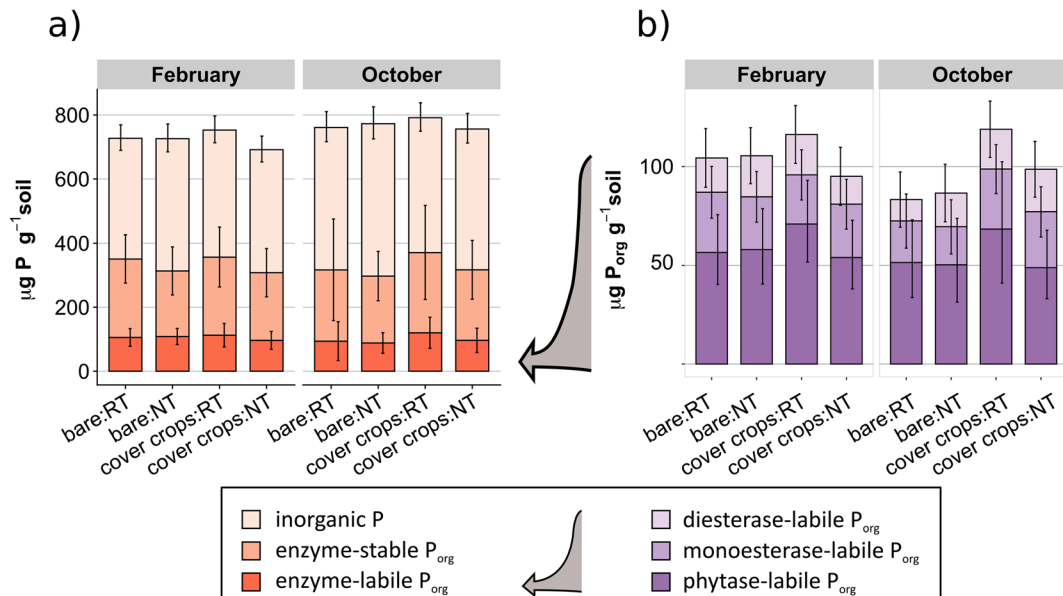 a)
February October
800
600
400
200
0
μg P g⁻¹soil
bare:RT
bare:NT
cover crops:RT
cover crops:NT
bare:RT
bare:NT
cover crops:RT
cover crops:NT
b)
February October
100
50
μg Porg g⁻¹soil
bare:RT
bare:NT
cover crops:RT
cover crops:NT
bare:RT
bare:NT
cover crops:RT
cover crops:NT
inorganic P
enzyme-stable Porg
enzyme-labile Porg
diesterase-labile Porg
monoesterase-labile Porg
phytase-labile Porg